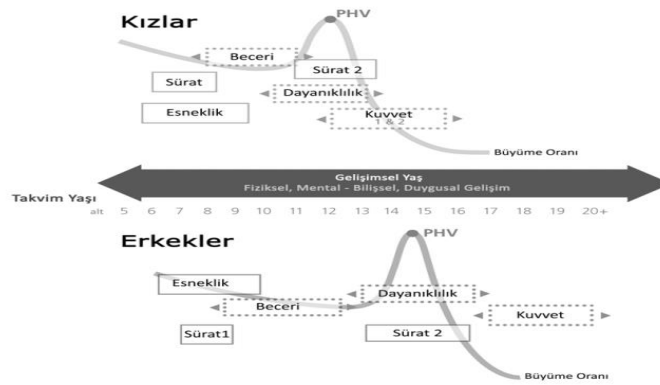 Kızlar
PHV
Beceri
Sürat
Sürat 2
Esneklik
Dayanıklılık
Kuvvet
1 & 2
Büyüme Oranı
Gelişimsel Yaş
Fiziksel, Mental - Bilişsel, Duygusal Gelişim
Takvim Yaşı
alt 5 6 7 8 9 10 11 12 13 14 15 16 17 18 19 20+
Erkekler
PHV
Esneklik
Dayanıklılık
Beceri
Kuvvet
Sürat1
Sürat 2
Büyüme Oranı